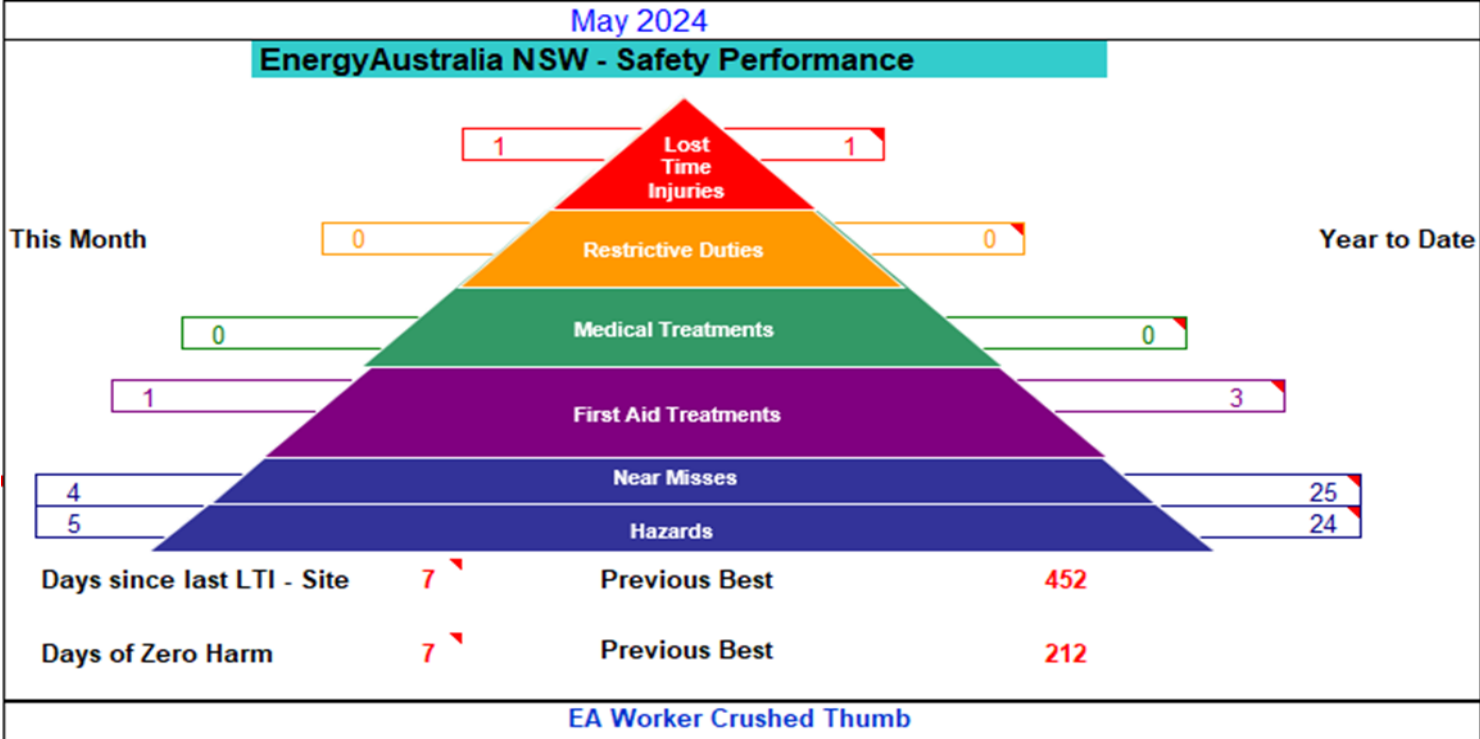 May 2024
EnergyAustralia NSW - Safety Performance
1
Lost
Time
Injuries
1
This Month
0
Restrictive Duties
0
Year to Date
0
Medical Treatments
0
1
First Aid Treatments
3
4
Near Misses
25
5
Hazards
24
Days since last LTI - Site 7 Previous Best 452
Days of Zero Harm 7 Previous Best 212
EA Worker Crushed Thumb